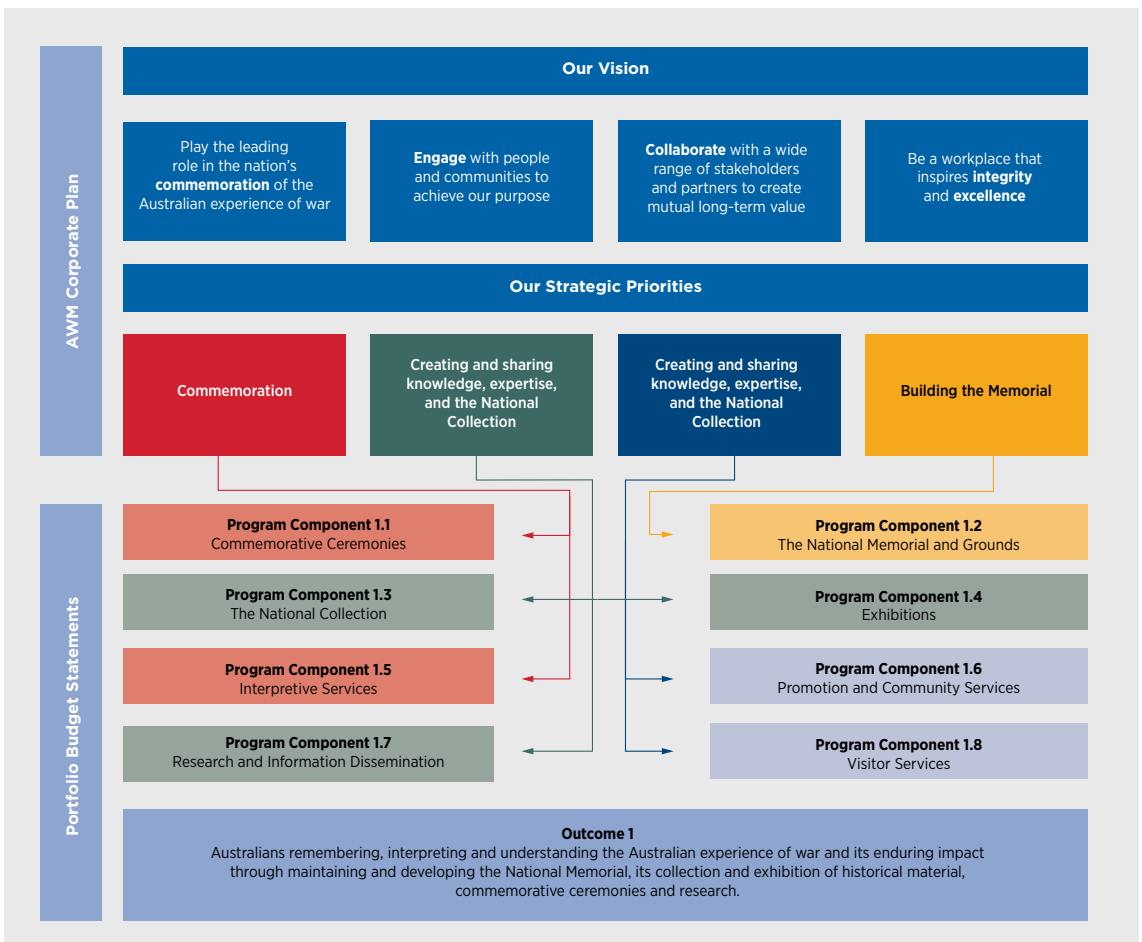 AWM Corporate Plan
Our Vision
Play the leading
role in the nation's
commemoration of the
Australian experience of war
Engage with people
and communities to
achieve our purpose
Collaborate with a wide
range of stakeholders
and partners to create
mutual long-term value
Be a workplace that
inspires integrity
and excellence
Our Strategic Priorities
Commemoration
Creating and sharing
knowledge, expertise,
and the National
Collection
Creating and sharing
knowledge, expertise,
and the National
Collection
Building the Memorial
Portfolio Budget Statements
Program Component 1.1
Commemorative Ceremonies
Program Component 1.2
The National Memorial and Grounds
Program Component 1.3
The National Collection
Program Component 1.4
Exhibitions
Program Component 1.5
Interpretive Services
Program Component 1.6
Promotion and Community Services
Program Component 1.7
Research and Information Dissemination
Program Component 1.8
Visitor Services
Outcome 1
Australians remembering, interpreting and understanding the Australian experience of war and its enduring impact
through maintaining and developing the National Memorial, its collection and exhibition of historical material,
commemorative ceremonies and research.